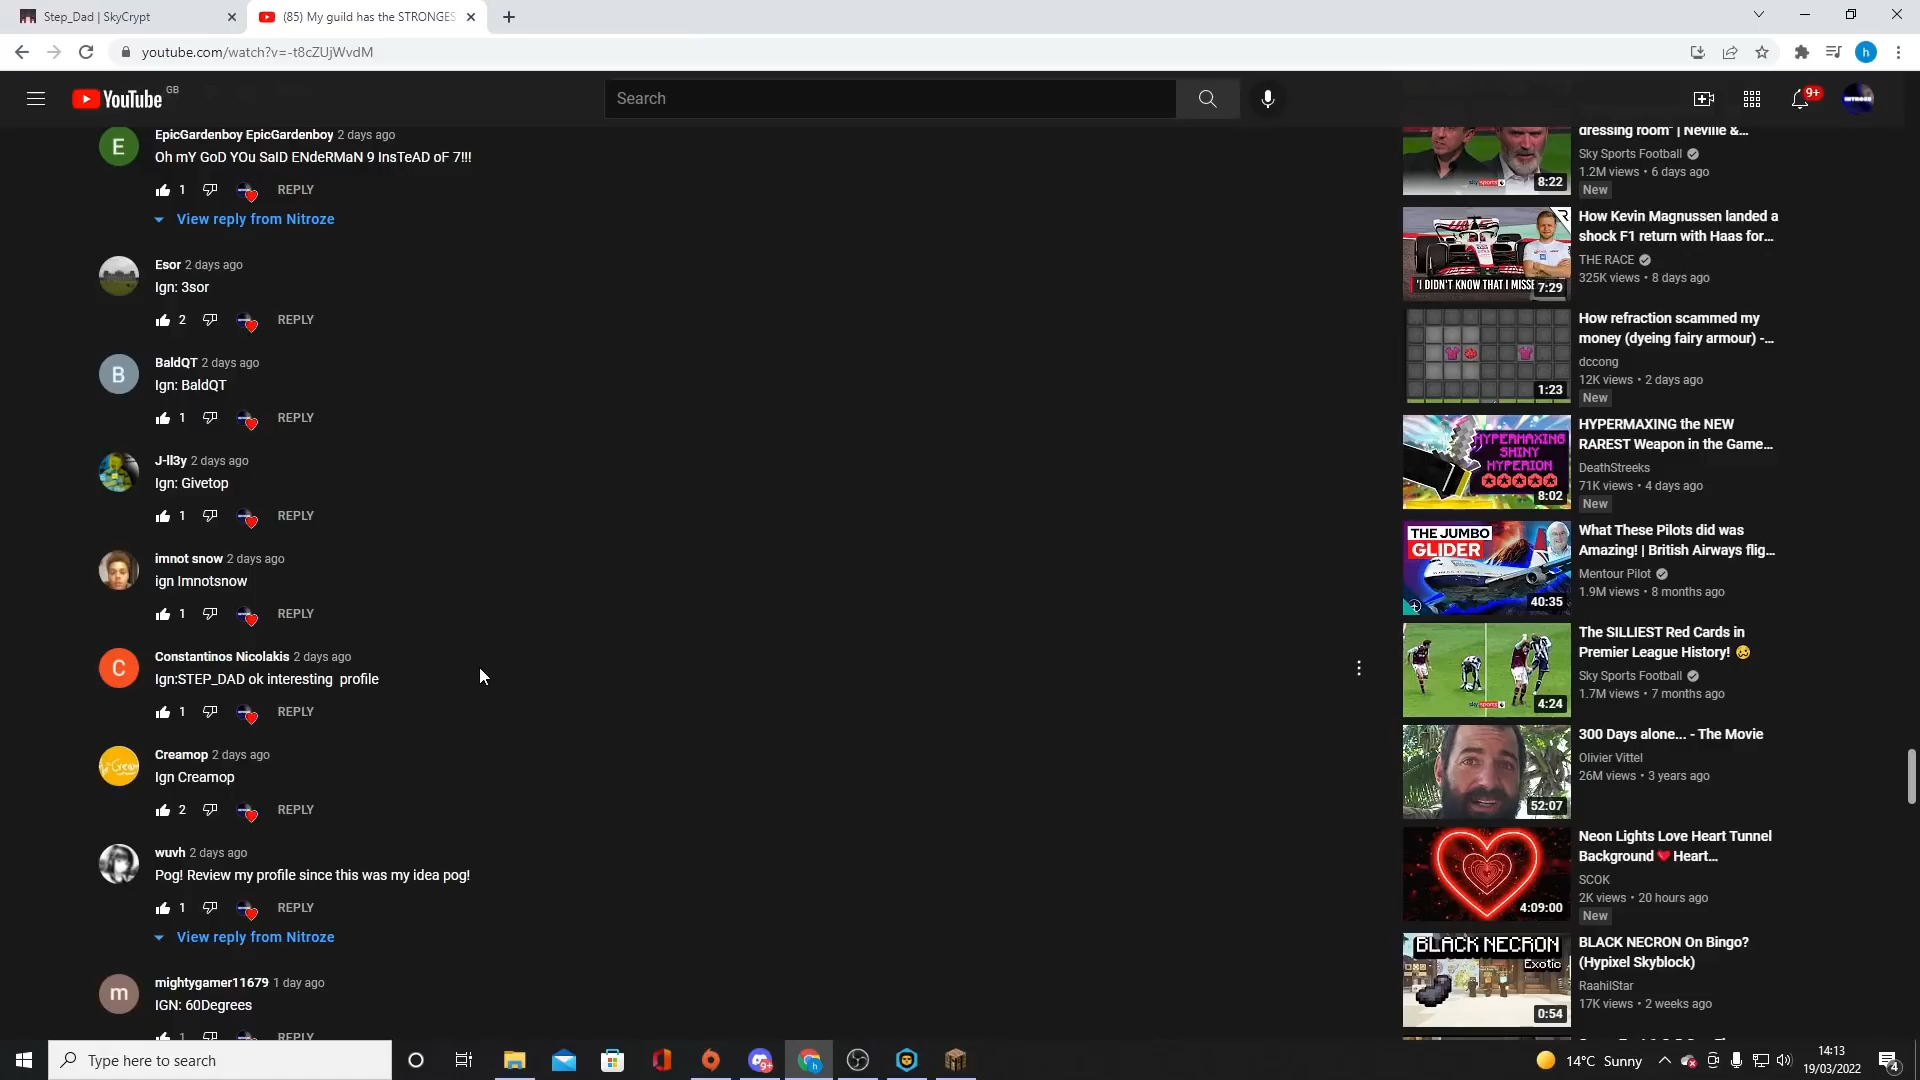 Step_Dad | SkyCrypt
(85) My guild has the STRONGES
youtube.com/watch?v=-t8cZUjWvdM
h
YouTube GB
Search
9+
EpicGardenboy EpicGardenboy 2 days ago
Oh mY GoD YOu SaID ENdeRMaN 9 InsTeAD oF 7!!!
1 REPLY
View reply from Nitroze
Esor 2 days ago
Ign: 3sor
2 REPLY
BaldQT 2 days ago
Ign: BaldQT
1 REPLY
J-ll3y 2 days ago
Ign: Givetop
1 REPLY
imnot snow 2 days ago
ign Imnotsnow
1 REPLY
Constantinos Nicolakis 2 days ago
Ign:STEP_DAD ok interesting profile
1 REPLY
Creamop 2 days ago
Ign Creamop
2 REPLY
wuvh 2 days ago
Pog! Review my profile since this was my idea pog!
1 REPLY
View reply from Nitroze
mightygamer11679 1 day ago
IGN: 60Degrees
1 REPLY
E
B
C
m
dressing room" | Neville &...
Sky Sports Football
1.2M views • 6 days ago
New
sky sports
8:22
How Kevin Magnussen landed a
shock F1 return with Haas for...
THE RACE
325K views • 8 days ago
'I DIDN'T KNOW THAT I MISSE
7:29
How refraction scammed my
money (dyeing fairy armour) -...
dccong
12K views • 2 days ago
New
1:23
HYPERMAXING the NEW
RAREST Weapon in the Game...
DeathStreeks
71K views • 4 days ago
New
HYPERMAXING
SHINY
HYPERION
8:02
What These Pilots did was
Amazing! | British Airways flig...
Mentour Pilot
1.9M views • 8 months ago
THE JUMBO
GLIDER
40:35
The SILLIEST Red Cards in
Premier League History!
Sky Sports Football
1.7M views • 7 months ago
sky sports
4:24
300 Days alone... - The Movie
Olivier Vittel
26M views • 3 years ago
52:07
Neon Lights Love Heart Tunnel
Background Heart...
SCOK
2K views • 20 hours ago
New
4:09:00
BLACK NECRON On Bingo?
(Hypixel Skyblock)
RaahilStar
17K views • 2 weeks ago
BLACK NECRON
Exotic
0:54
Type here to search
9+
h
14°C Sunny
14:13
19/03/2022
4